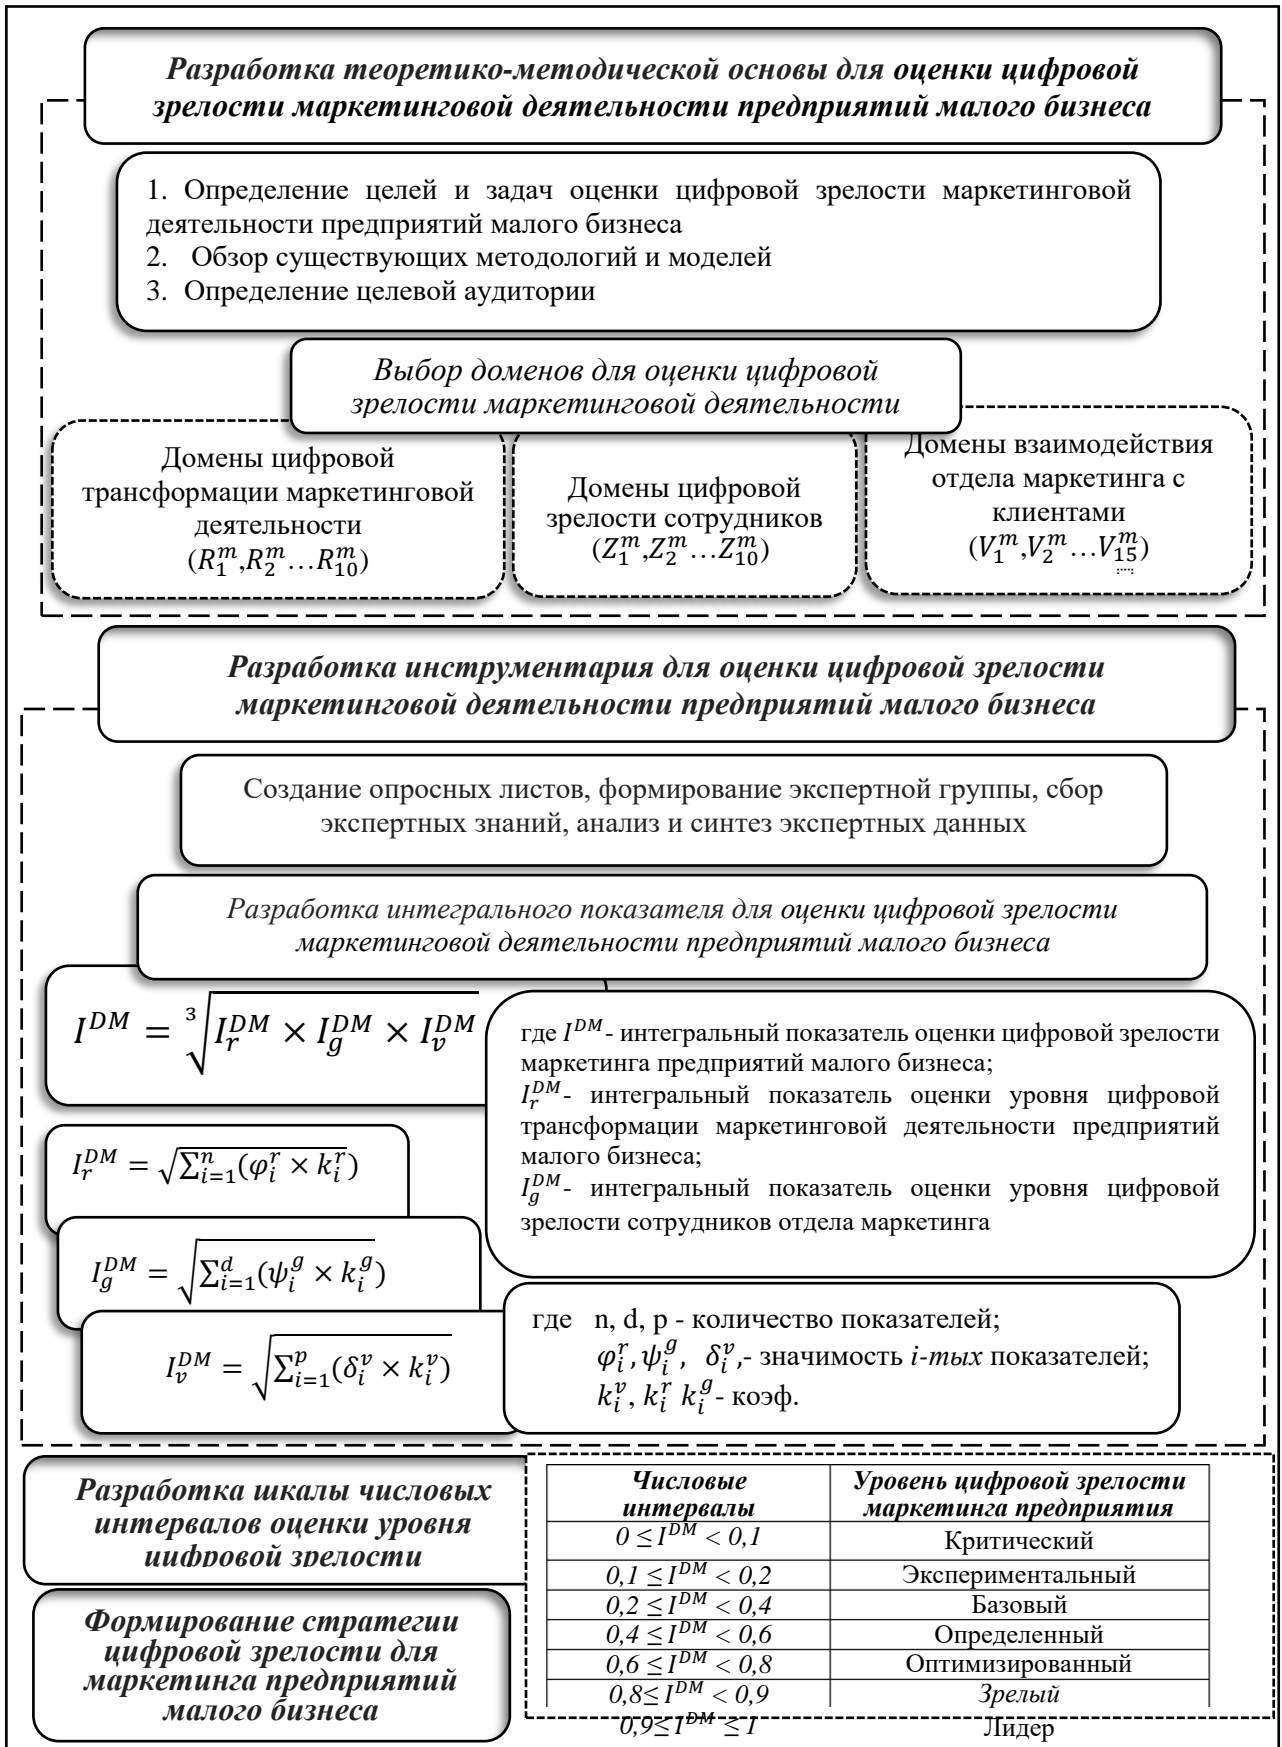 Разработка теоретико-методической основы для оценки цифровой
зрелости маркетинговой деятельности предприятий малого бизнеса
1. Определение целей и задач оценки цифровой зрелости маркетинговой
деятельности предприятий малого бизнеса
2. Обзор существующих методологий и моделей
3. Определение целевой аудитории
Выбор доменов для оценки цифровой
зрелости маркетинговой деятельности
Домены цифровой
трансформации маркетинговой
деятельности
(R₁ᵐ,R₂ᵐ…R₁₀ᵐ)
Домены цифровой
зрелости сотрудников
(Z₁ᵐ,Z₂ᵐ…Z₁₀ᵐ)
Домены взаимодействия
отдела маркетинга с
клиентами
(V₁ᵐ,V₂ᵐ…V₁₅ᵐ)
Разработка инструментария для оценки цифровой зрелости
маркетинговой деятельности предприятий малого бизнеса
Создание опросных листов, формирование экспертной группы, сбор
экспертных знаний, анализ и синтез экспертных данных
Разработка интегрального показателя для оценки цифровой зрелости
маркетинговой деятельности предприятий малого бизнеса
I^{DM} = ∛(I_r^{DM} × I_g^{DM} × I_v^{DM})
где I^{DM}- интегральный показатель оценки цифровой зрелости
маркетинга предприятий малого бизнеса;
I_r^{DM}- интегральный показатель оценки уровня цифровой
трансформации маркетинговой деятельности предприятий
малого бизнеса;
I_g^{DM}- интегральный показатель оценки уровня цифровой
зрелости сотрудников отдела маркетинга
I_r^{DM} = √(∑_{i=1}^{n}(φ_i^r × k_i^r))
I_g^{DM} = √(∑_{i=1}^{d}(ψ_i^g × k_i^g))
I_v^{DM} = √(∑_{i=1}^{p}(δ_i^v × k_i^v))
где n, d, p - количество показателей;
φ_i^r, ψ_i^g, δ_i^v,- значимость i-тых показателей;
k_i^v, k_i^r k_i^g- коэф.
Разработка шкалы числовых
интервалов оценки уровня
цифровой зрелости
Формирование стратегии
цифровой зрелости для
маркетинга предприятий
малого бизнеса
Числовые интервалы | Уровень цифровой зрелости маркетинга предприятия
0 ≤ I^{DM} < 0,1 Критический
0,1 ≤ I^{DM} < 0,2 Экспериментальный
0,2 ≤ I^{DM} < 0,4 Базовый
0,4 ≤ I^{DM} < 0,6 Определенный
0,6 ≤ I^{DM} < 0,8 Оптимизированный
0,8≤ I^{DM} < 0,9 Зрелый
0,9≤ I^{DM} ≤ 1 Лидер